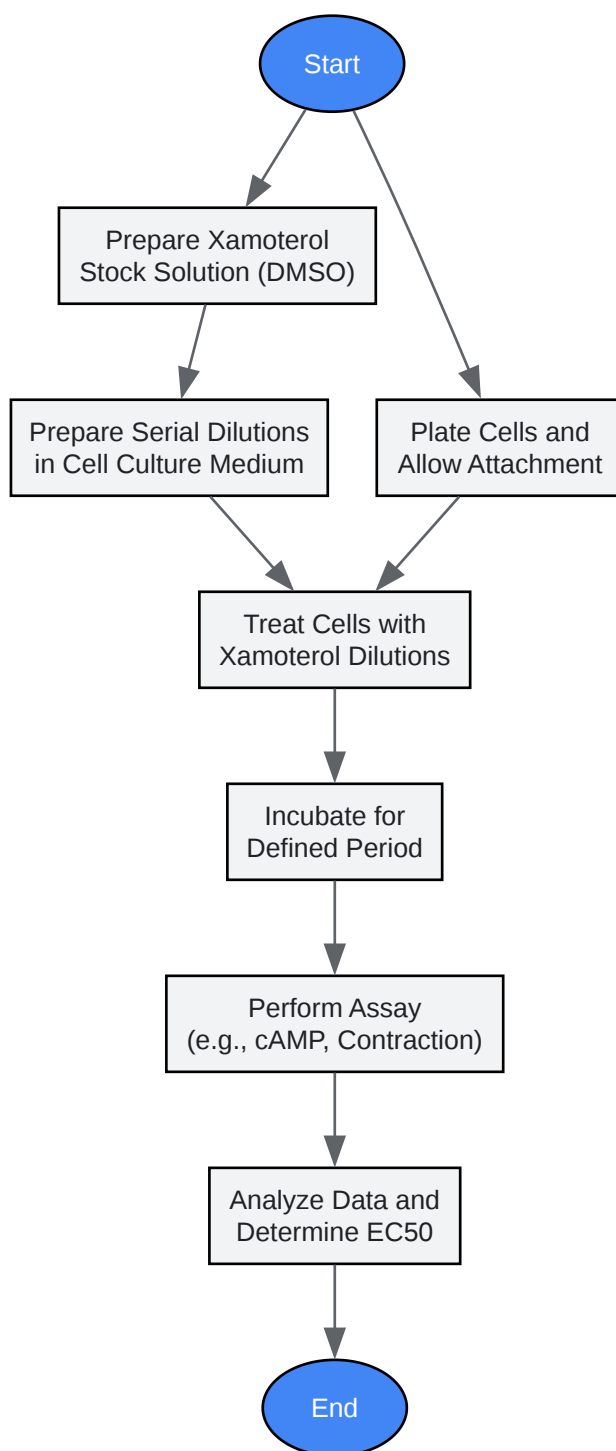 Start
Prepare Xamoterol
Stock Solution (DMSO)
Prepare Serial Dilutions
in Cell Culture Medium
Plate Cells and
Allow Attachment
Treat Cells with
Xamoterol Dilutions
Incubate for
Defined Period
Perform Assay
(e.g., cAMP, Contraction)
Analyze Data and
Determine EC50
End